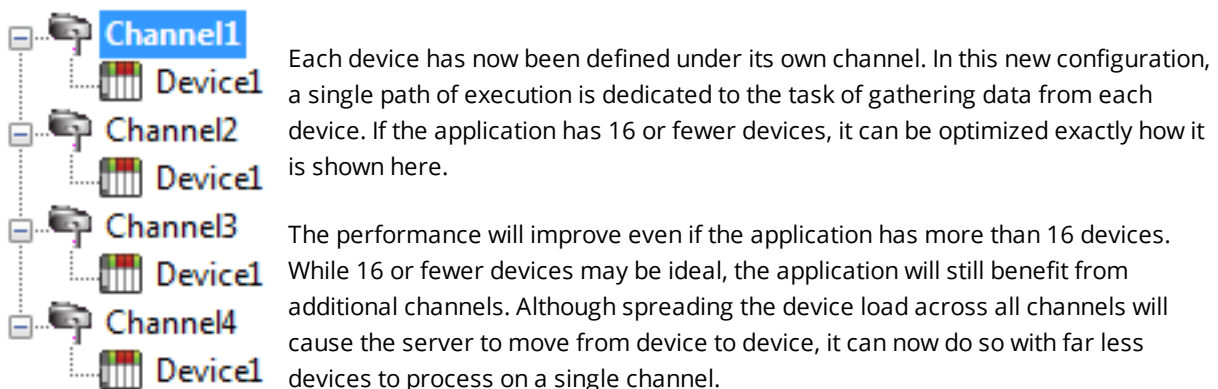 Channel1
Device1
Channel2
Device1
Channel3
Device1
Channel4
Device1
Each device has now been defined under its own channel. In this new configuration,
a single path of execution is dedicated to the task of gathering data from each
device. If the application has 16 or fewer devices, it can be optimized exactly how it
is shown here.
The performance will improve even if the application has more than 16 devices.
While 16 or fewer devices may be ideal, the application will still benefit from
additional channels. Although spreading the device load across all channels will
cause the server to move from device to device, it can now do so with far less
devices to process on a single channel.